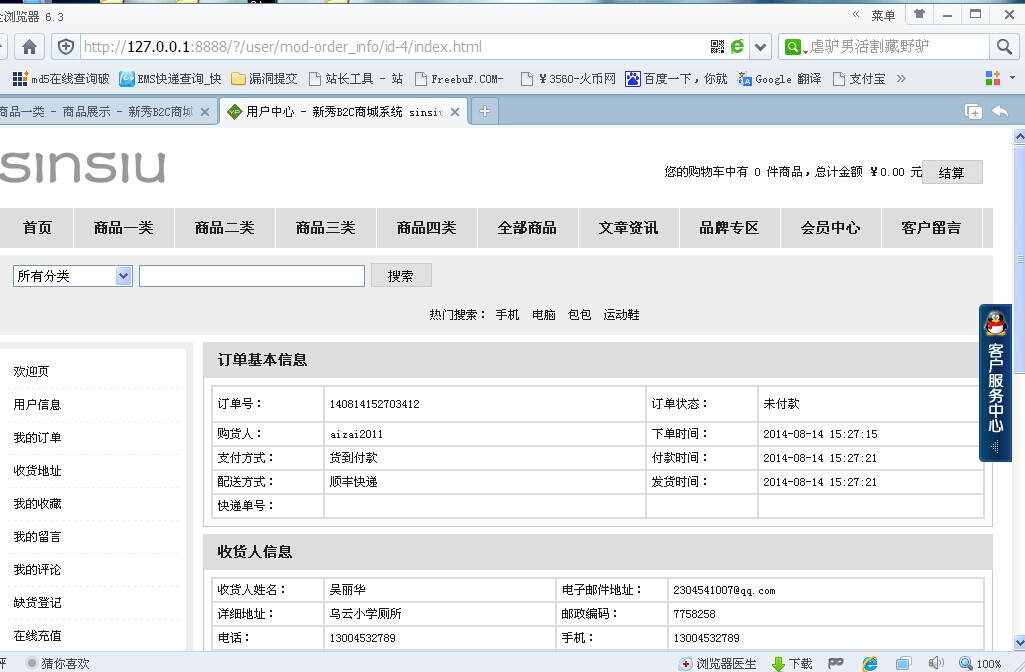 全浏览器 6.3
« 菜单
http://127.0.0.1:8888/?/user/mod-order_info/id-4/index.html
虐驴男活割藏野驴
md5在线查询破 EMS快递查询_快 漏洞提交 站长工具 - 站 FreebuF.COM- ￥3560-火币网 百度一下，你就 Google 翻译 支付宝 »
商品一类 - 商品展示 - 新秀B2C商城 用户中心 - 新秀B2C商城系统 sinsiu
sinsiu
您的购物车中有 0 件商品，总计金额 ￥0.00 元 结算
首页 商品一类 商品二类 商品三类 商品四类 全部商品 文章资讯 品牌专区 会员中心 客户留言
所有分类 搜索
热门搜索： 手机 电脑 包包 运动鞋
客户服务中心
欢迎页
用户信息
我的订单
收货地址
我的收藏
我的留言
我的评论
缺货登记
在线充值
订单基本信息
订单号： 140814152703412 订单状态： 未付款
购货人： aizai2011 下单时间： 2014-08-14 15:27:15
支付方式： 货到付款 付款时间： 2014-08-14 15:27:21
配送方式： 顺丰快递 发货时间： 2014-08-14 15:27:21
快递单号：
收货人信息
收货人姓名： 吴丽华 电子邮件地址： 2304541007@qq.com
详细地址： 乌云小学厕所 邮政编码： 7758258
电话： 13004532789 手机： 13004532789
猜你喜欢 浏览器医生 下载 100%